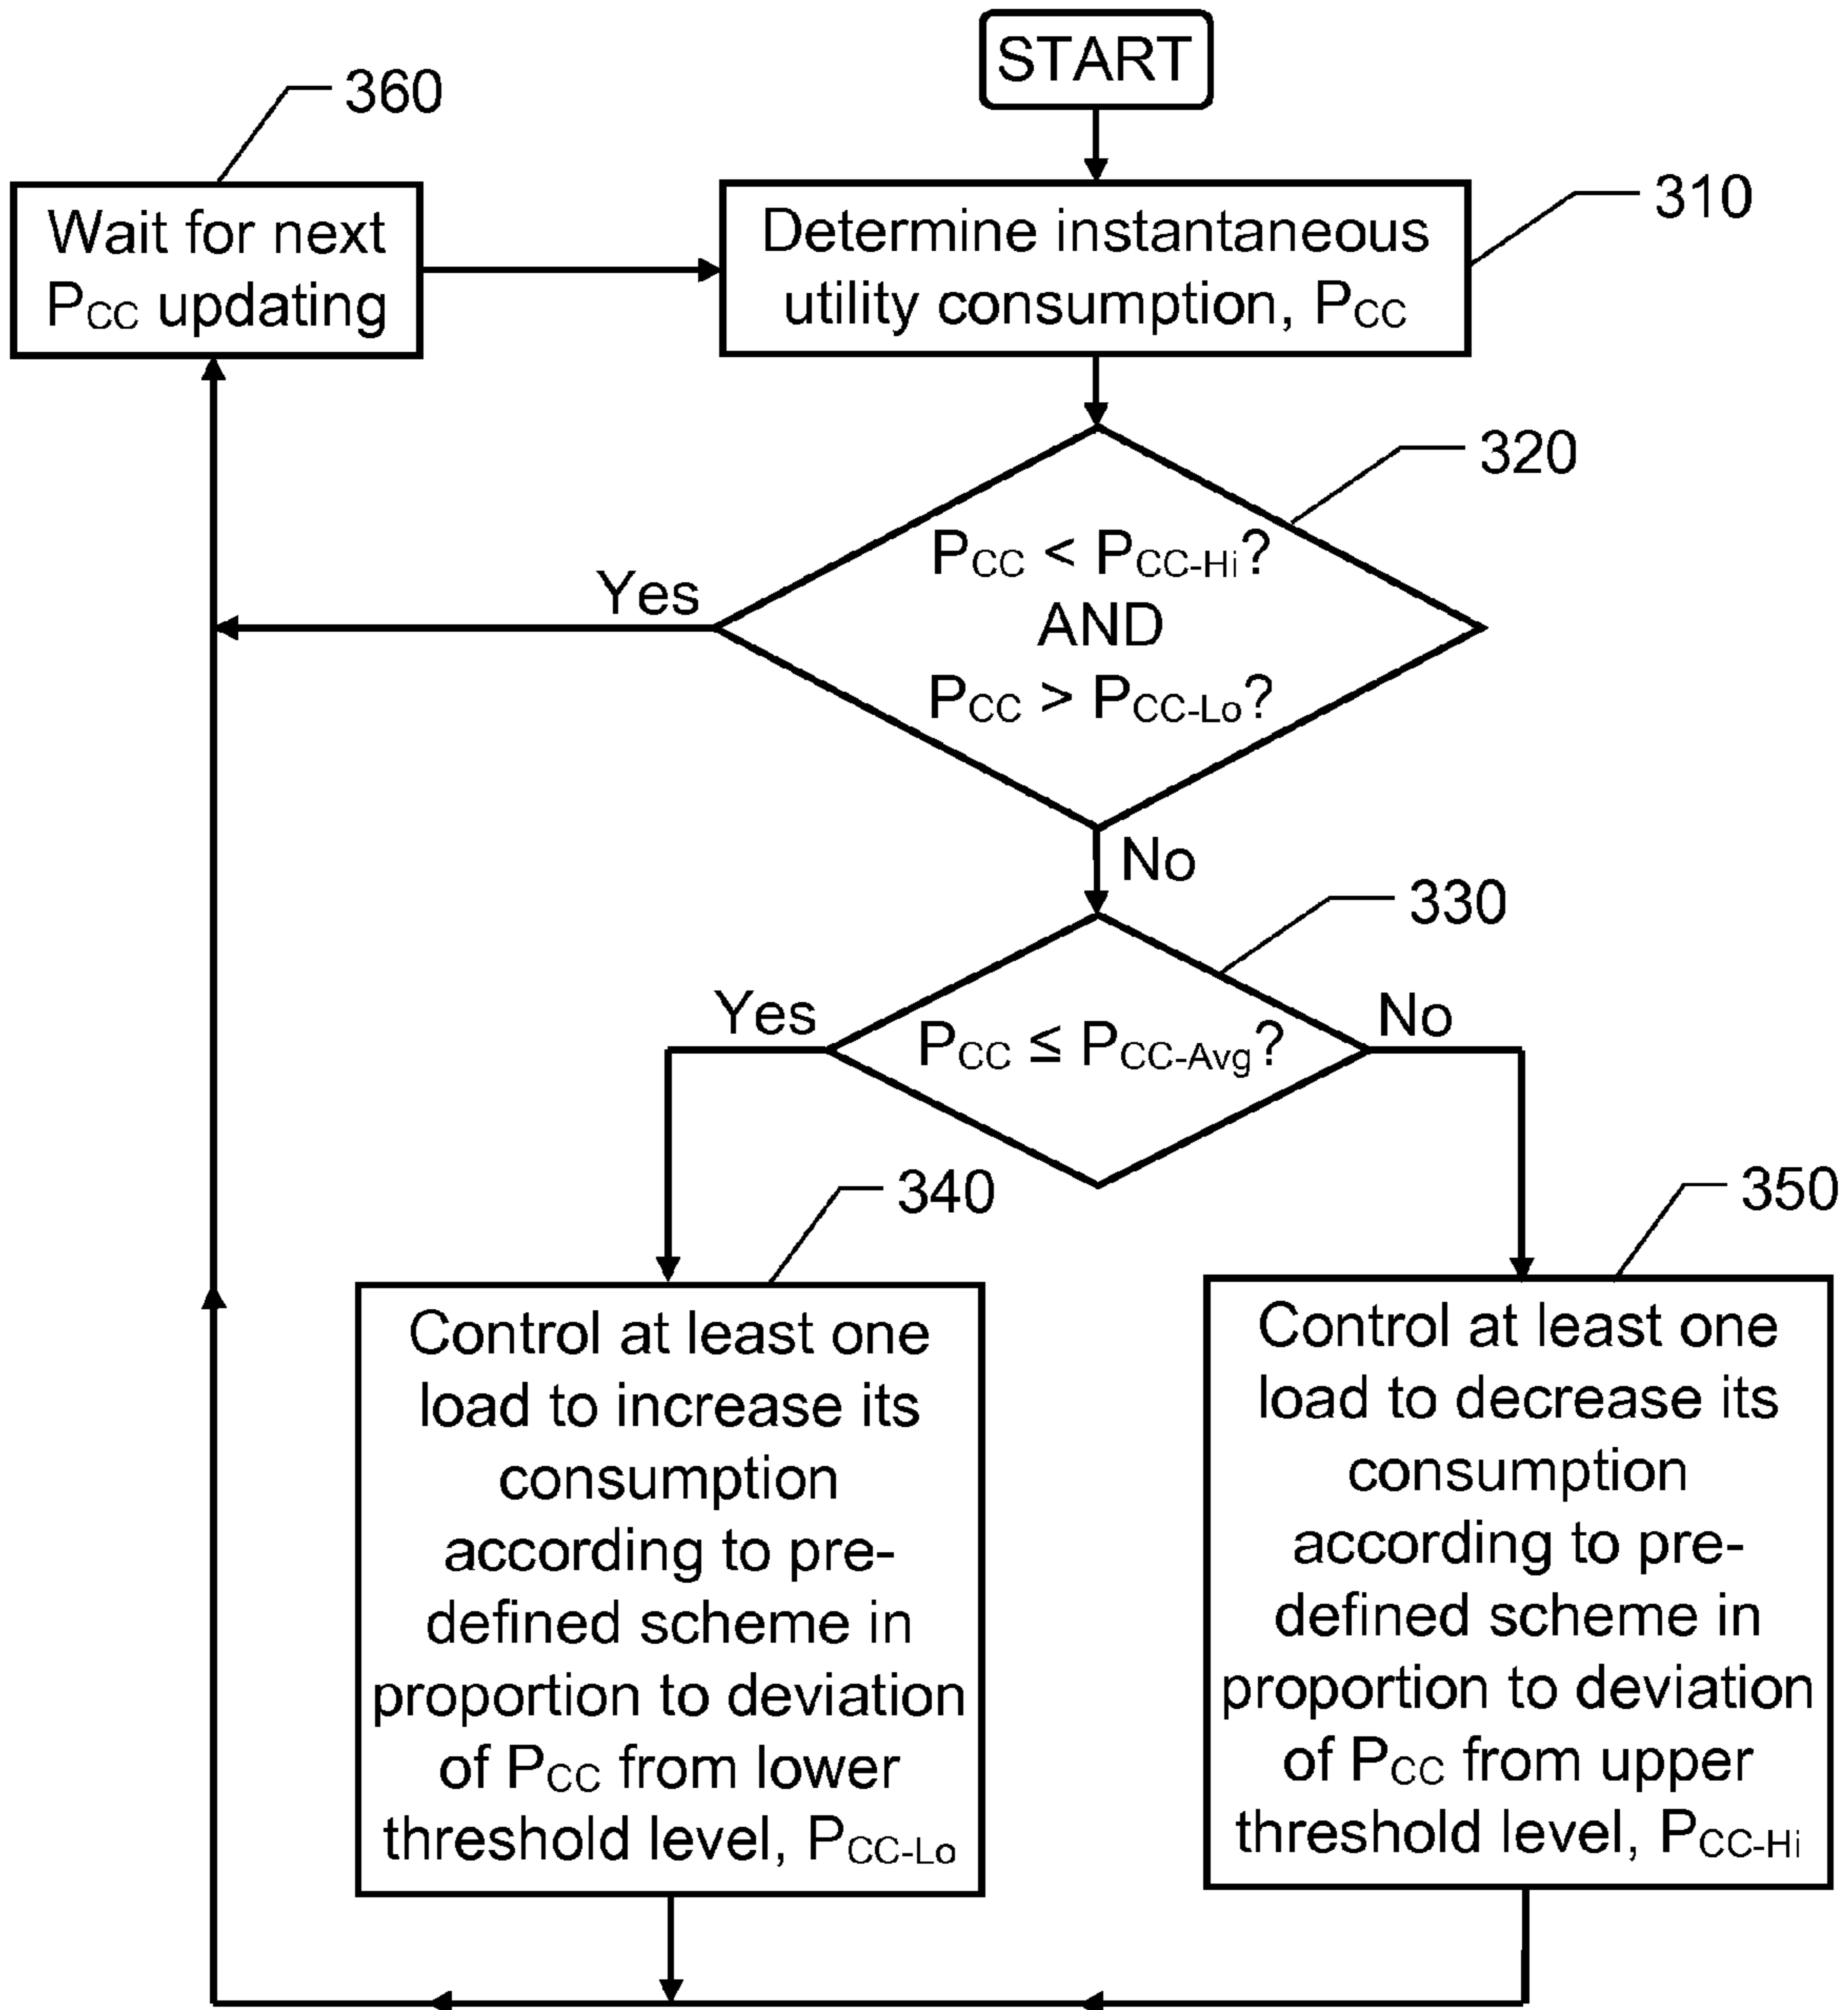 START
360
Wait for next
PCC updating
310
Determine instantaneous
utility consumption, PCC
320
PCC < PCC-Hi?
AND
PCC > PCC-Lo?
Yes
No
330
PCC ≤ PCC-Avg?
Yes
No
340
Control at least one
load to increase its
consumption
according to pre-
defined scheme in
proportion to deviation
of PCC from lower
threshold level, PCC-Lo
350
Control at least one
load to decrease its
consumption
according to pre-
defined scheme in
proportion to deviation
of PCC from upper
threshold level, PCC-Hi